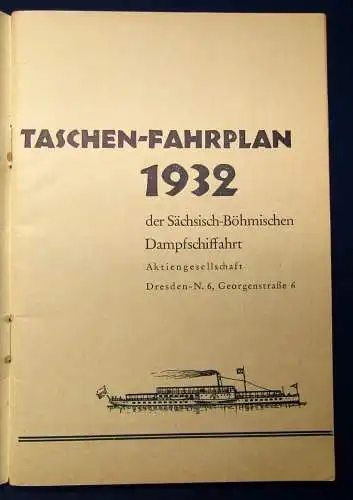 TASCHEN-FAHRPLAN
1932
der Sächsisch-Böhmischen
Dampfschiffahrt
Aktiengesellschaft
Dresden-N. 6, Georgenstraße 6